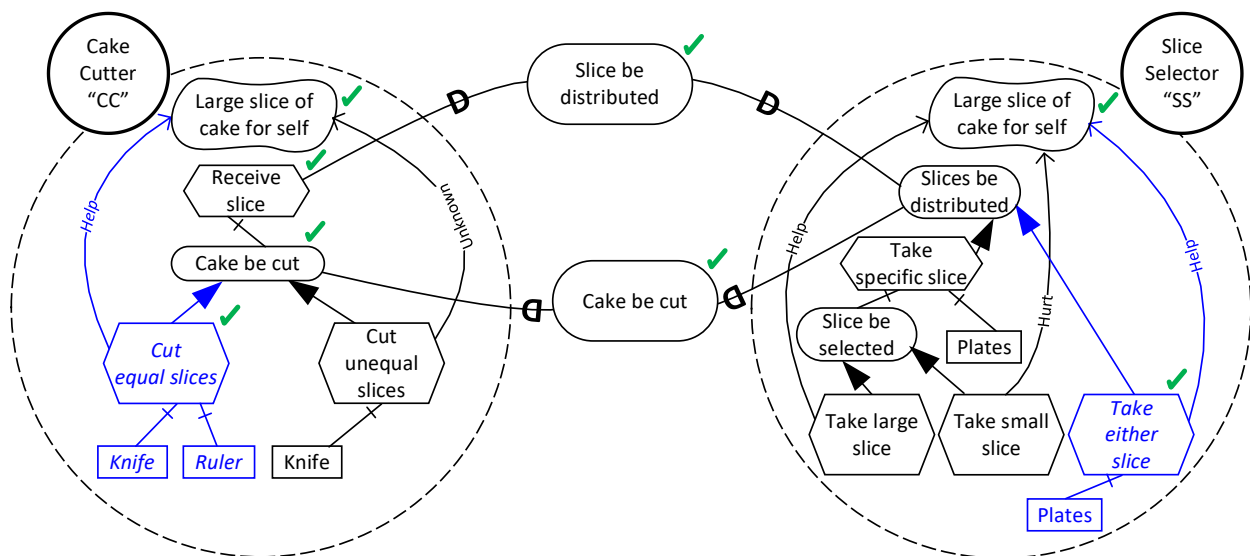 Cake
Cutter
“CC”
Large slice of
cake for self
Receive
slice
Cake be cut
Help
Unknown
Cut
equal slices
Cut
unequal
slices
Knife
Ruler
Knife
Slice be
distributed
D
D
Cake be cut
D
D
Slice
Selector
“SS”
Large slice of
cake for self
Slices be
distributed
Take
specific slice
Slice be
selected
Plates
Help
Hurt
Help
Take large
slice
Take small
slice
Take
either
slice
Plates